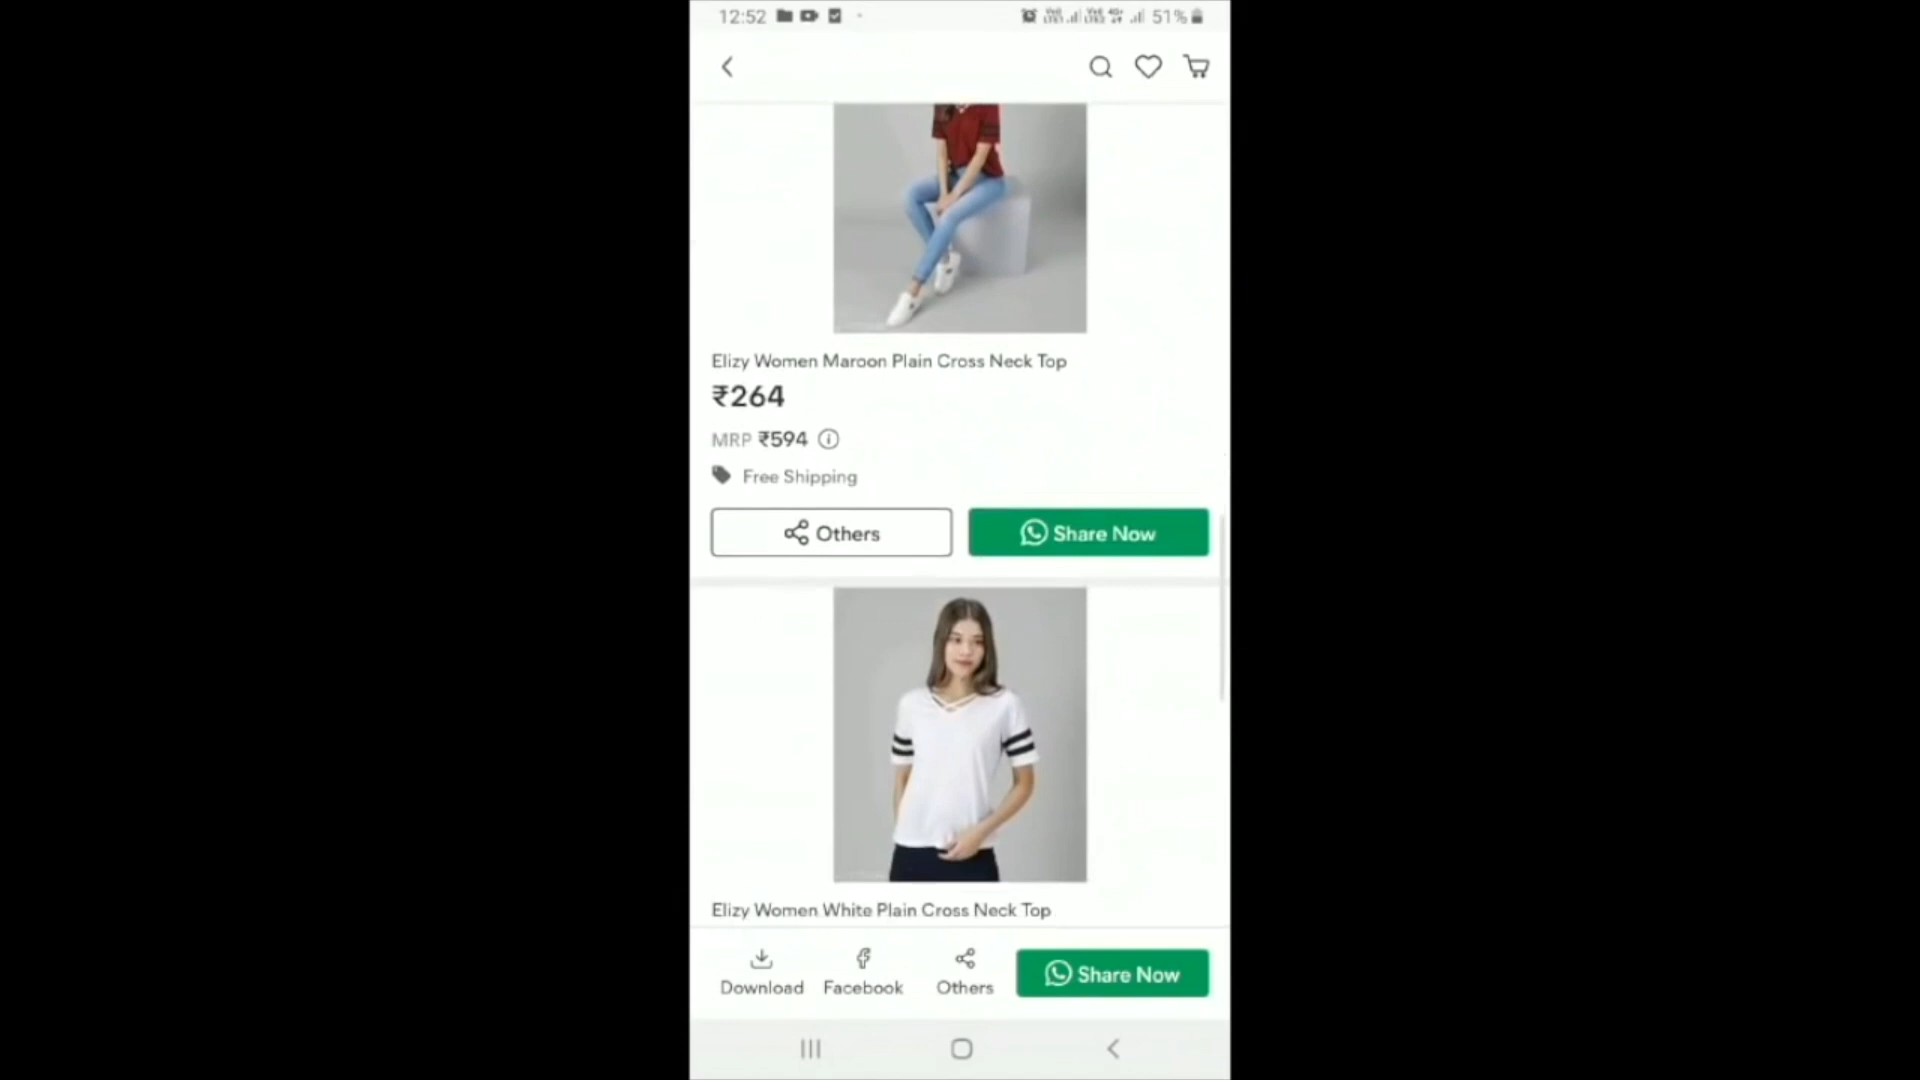 12:52
51%
Elizy Women Maroon Plain Cross Neck Top
₹264
MRP ₹594
Free Shipping
Others
Share Now
Elizy Women White Plain Cross Neck Top
Download
Facebook
Others
Share Now